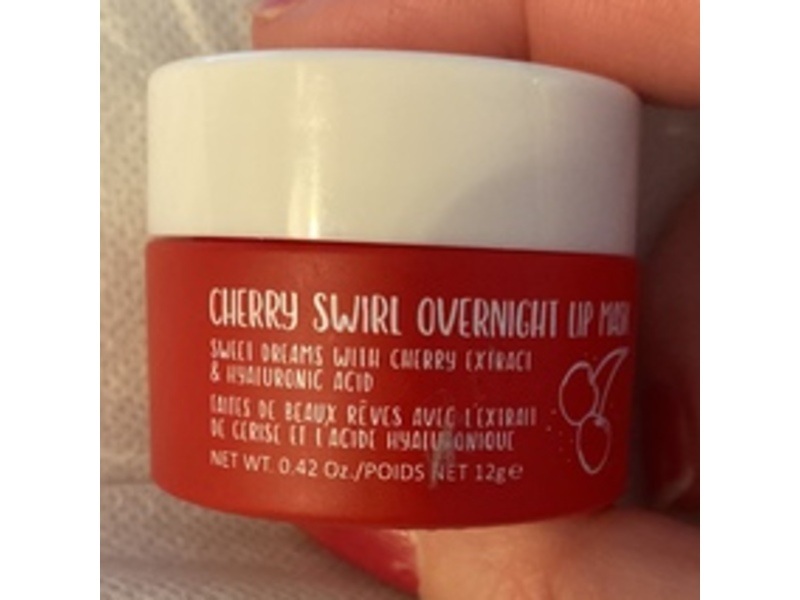 CHERRY SWIRL OVERNIGHT LIP MASK
SWEET DREAMS WITH CHERRY EXTRACT
& HYALURONIC ACID
FAITES DE BEAUX RÊVES AVEC L'EXTRAIT
DE CERISE ET L'ACIDE HYALURONIQUE
NET WT. 0.42 Oz./POIDS NET 12g℮